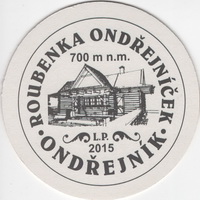 ROUBENKA ONDŘEJNÍČEK
700 m n.m.
L.P.
2015
ONDŘEJNÍK